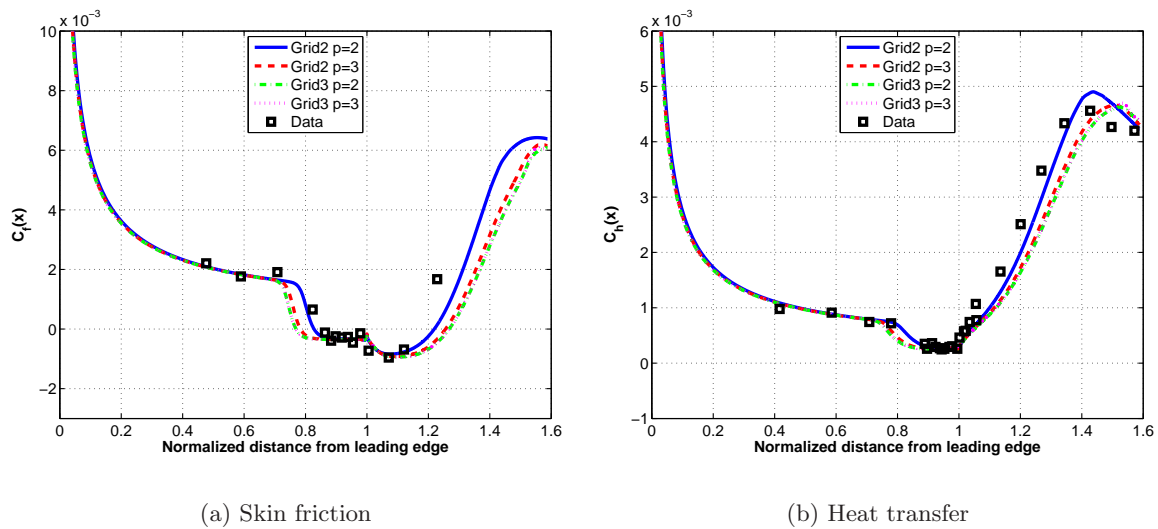 x 10⁻³
10
8
6
4
2
0
−2
C_f(x)
0 0.2 0.4 0.6 0.8 1 1.2 1.4 1.6
Normalized distance from leading edge
Grid2 p=2
Grid2 p=3
Grid3 p=2
Grid3 p=3
Data
(a) Skin friction
x 10⁻³
6
5
4
3
2
1
0
−1
C_h(x)
0 0.2 0.4 0.6 0.8 1 1.2 1.4 1.6
Normalized distance from leading edge
Grid2 p=2
Grid2 p=3
Grid3 p=2
Grid3 p=3
Data
(b) Heat transfer